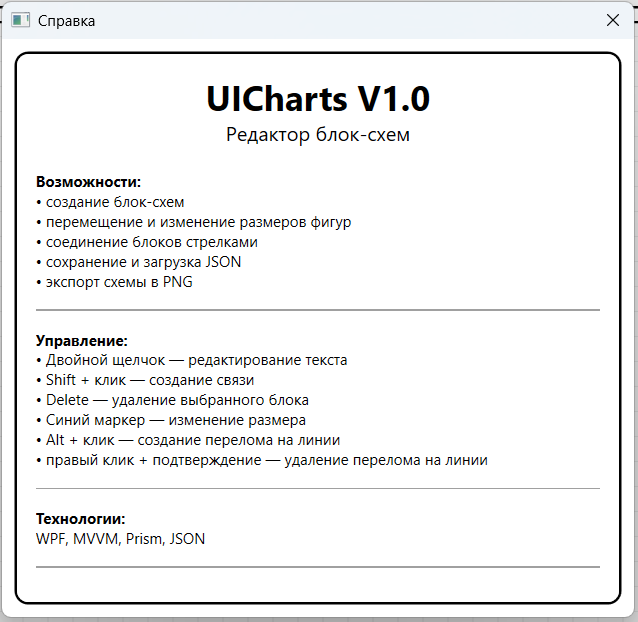 Справка
UICharts V1.0
Редактор блок-схем
Возможности:
• создание блок-схем
• перемещение и изменение размеров фигур
• соединение блоков стрелками
• сохранение и загрузка JSON
• экспорт схемы в PNG
Управление:
• Двойной щелчок — редактирование текста
• Shift + клик — создание связи
• Delete — удаление выбранного блока
• Синий маркер — изменение размера
• Alt + клик — создание перелома на линии
• правый клик + подтверждение — удаление перелома на линии
Технологии:
WPF, MVVM, Prism, JSON